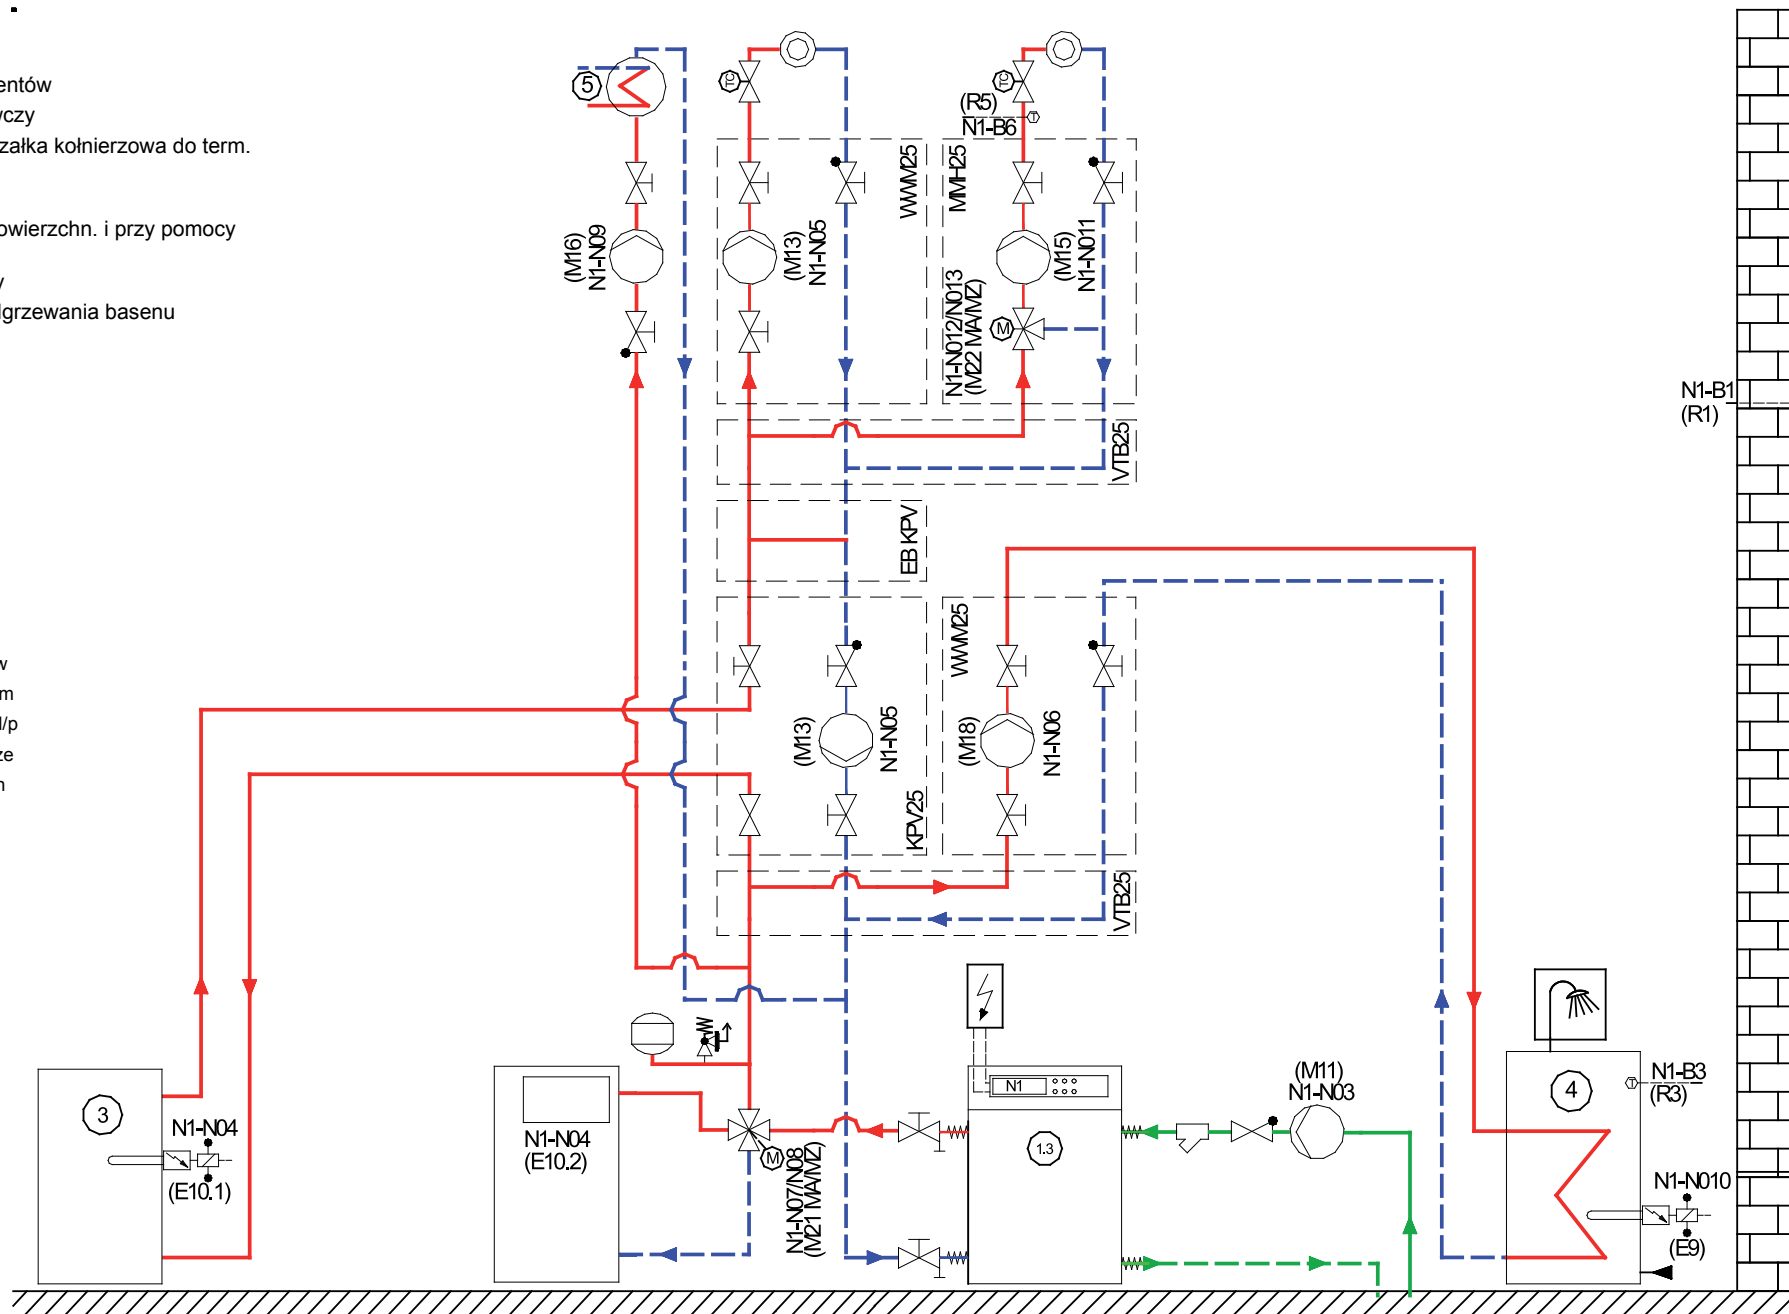 entów
wczy
załka kołnierzowa do term.
owierzchn. i przy pomocy
y
lgrzewania basenu
w
m
l/p
ze
n
5
TC
TC
(R5)
N1-B6
WWM25
MMH25
(M16)
N1-N09
(M13)
N1-N05
(M15)
N1-N011
N1-N012/N013
(M22 MA/MZ)
M
N1-B1
(R1)
VTB25
EB KPV
WWM25
(M13)
N1-N05
(M18)
N1-N06
KPV25
VTB25
3
N1-N04
(E10.1)
N1-N04
(E10.2)
M
N1-N07/N08
(M21 MA/MZ)
N1
1.3
(M11)
N1-N03
4
T
N1-B3
(R3)
N1-N010
(E9)